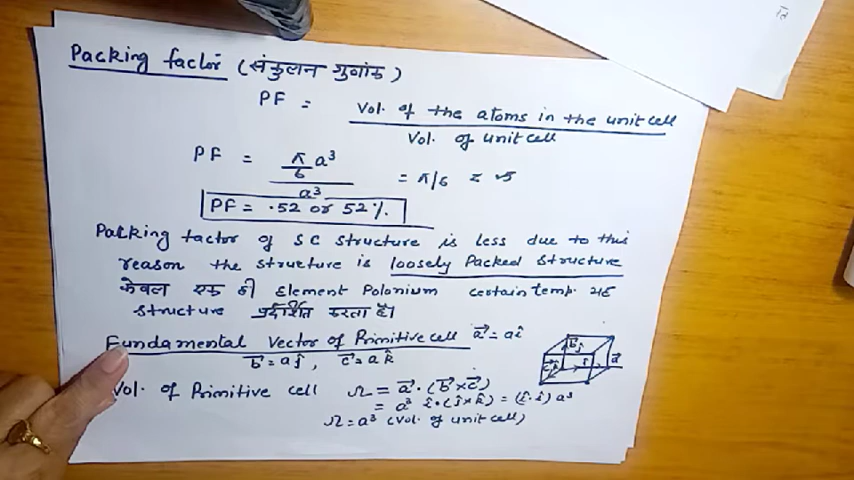 Packing factor (संकुलन गुणांक)
PF = Vol. of the atoms in the unit cell
Vol. of unit cell
PF = π/6 a³ / a³ = π/6 =
PF = .52 or 52%.
Packing factor of SC structure is less due to this
reason the structure is loosely Packed Structure
केवल एक ही Element Polonium certain temp. यह
structure प्रदर्शित करता है।
Fundamental Vector of Primitive cell a⃗ = aî
b⃗ = aĵ, c⃗ = a k̂
Vol. of Primitive cell Ω = a⃗ · (b⃗ × c⃗)
= a³ î · (ĵ × k̂) = (î · î) a³
Ω = a³ (Vol. of unit cell)